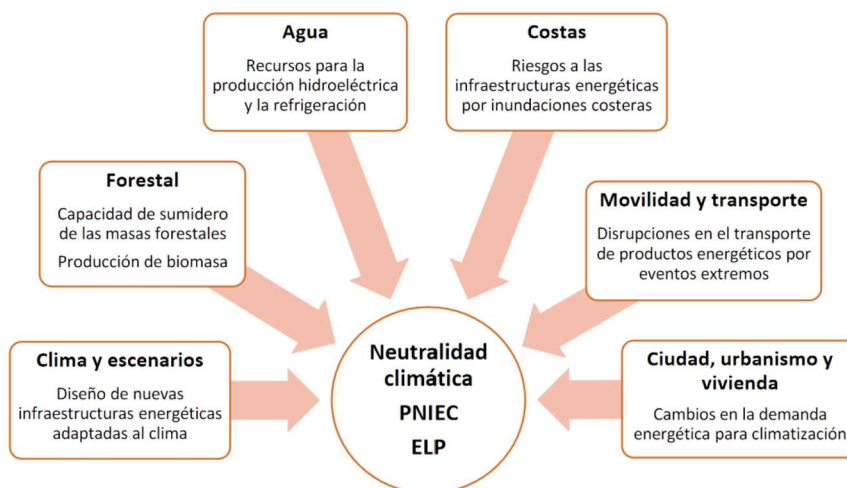 Agua
Recursos para la
producción hidroeléctrica
y la refrigeración
Costas
Riesgos a las
infraestructuras energéticas
por inundaciones costeras
Forestal
Capacidad de sumidero
de las masas forestales
Producción de biomasa
Movilidad y transporte
Disrupciones en el transporte
de productos energéticos por
eventos extremos
Clima y escenarios
Diseño de nuevas
infraestructuras energéticas
adaptadas al clima
Neutralidad
climática
PNIEC
ELP
Ciudad, urbanismo y
vivienda
Cambios en la demanda
energética para climatización